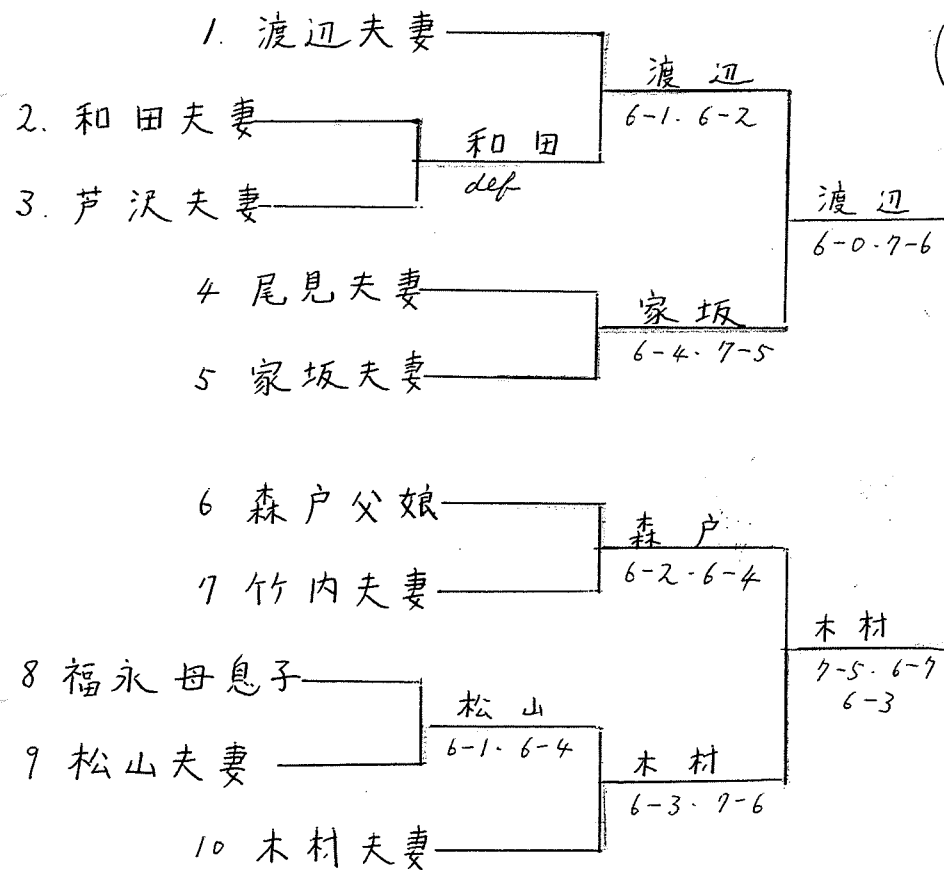 1. 渡辺夫妻
渡辺
6-1. 6-2
2. 和田夫妻
和田
def
3. 芦沢夫妻
渡辺
6-0. 7-6
4 尾見夫妻
家坂
6-4. 7-5
5 家坂夫妻
6 森戸父娘
森戸
6-2. 6-4
7 竹内夫妻
木村
7-5. 6-7
6-3
8 福永母息子
松山
6-1. 6-4
9 松山夫妻
木村
6-3. 7-6
10 木村夫妻